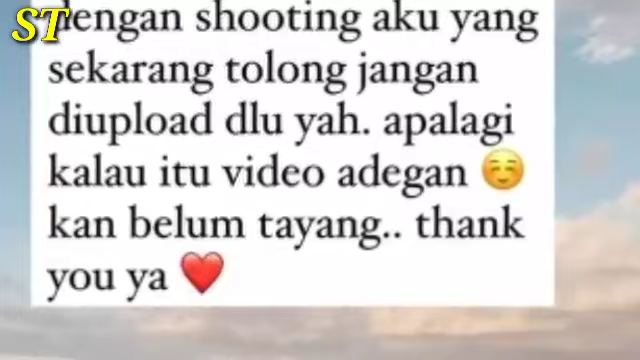 ST
dengan shooting aku yang
sekarang tolong jangan
diupload dlu yah. apalagi
kalau itu video adegan ☺️
kan belum tayang.. thank
you ya ❤️